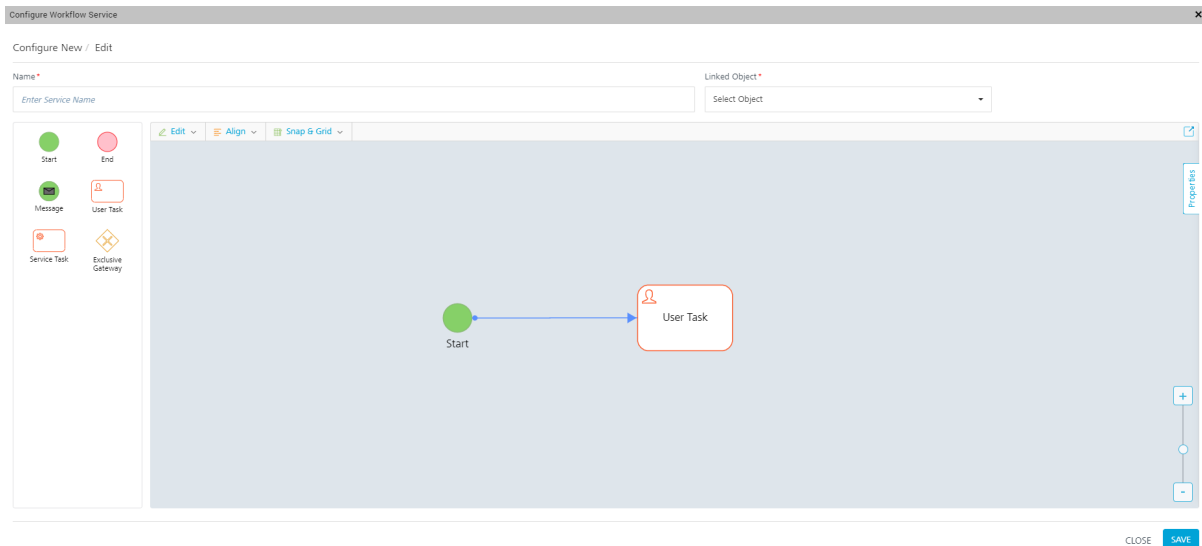 Configure Workflow Service
Configure New / Edit
Name*
Linked Object*
Enter Service Name
Select Object
Edit
Align
Snap & Grid
Start
End
Message
User Task
Service Task
Exclusive
Gateway
Properties
User Task
Start
+
-
CLOSE
SAVE